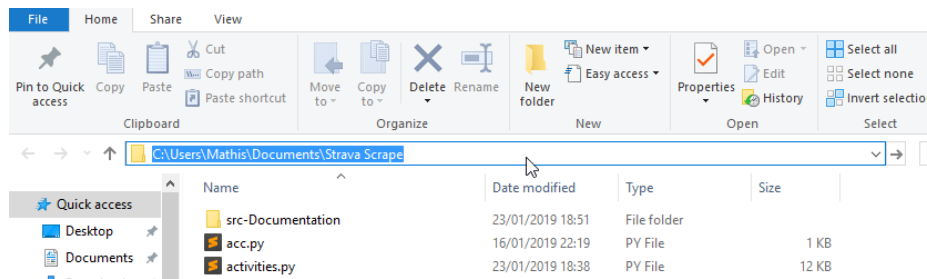 File Home Share View
Cut
W... Copy path
Paste shortcut
Pin to Quick access
Copy
Paste
Move to
Copy to
Delete
Rename
New folder
New item
Easy access
Properties
Open
Edit
History
Select all
Select none
Invert selectio
Clipboard Organize New Open Select
C:\Users\Mathis\Documents\Strava Scrape
Name Date modified Type Size
Quick access
src-Documentation 23/01/2019 18:51 File folder
Desktop
acc.py 16/01/2019 22:19 PY File 1 KB
Documents
activities.py 23/01/2019 18:38 PY File 12 KB